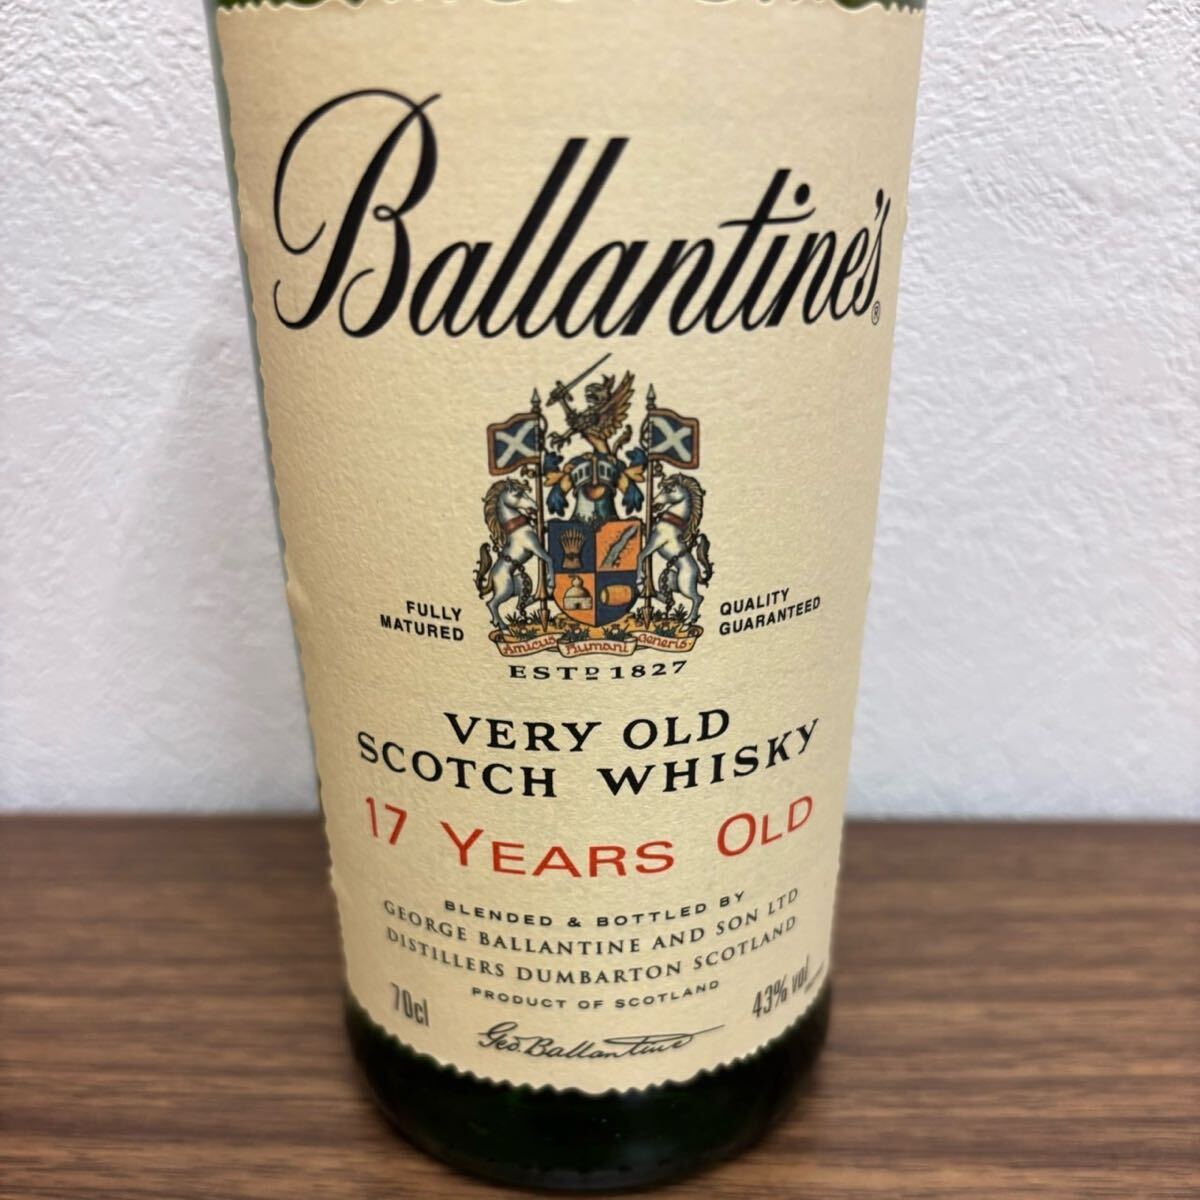 Ballantine's®
FULLY
MATURED
QUALITY
GUARANTEED
Amicus Humani Generis
ESTD 1827
VERY OLD
SCOTCH WHISKY
17 YEARS OLD
BLENDED & BOTTLED BY
GEORGE BALLANTINE AND SON LTD
DISTILLERS DUMBARTON SCOTLAND
PRODUCT OF SCOTLAND
70cl
43% vol
Geo. Ballantine